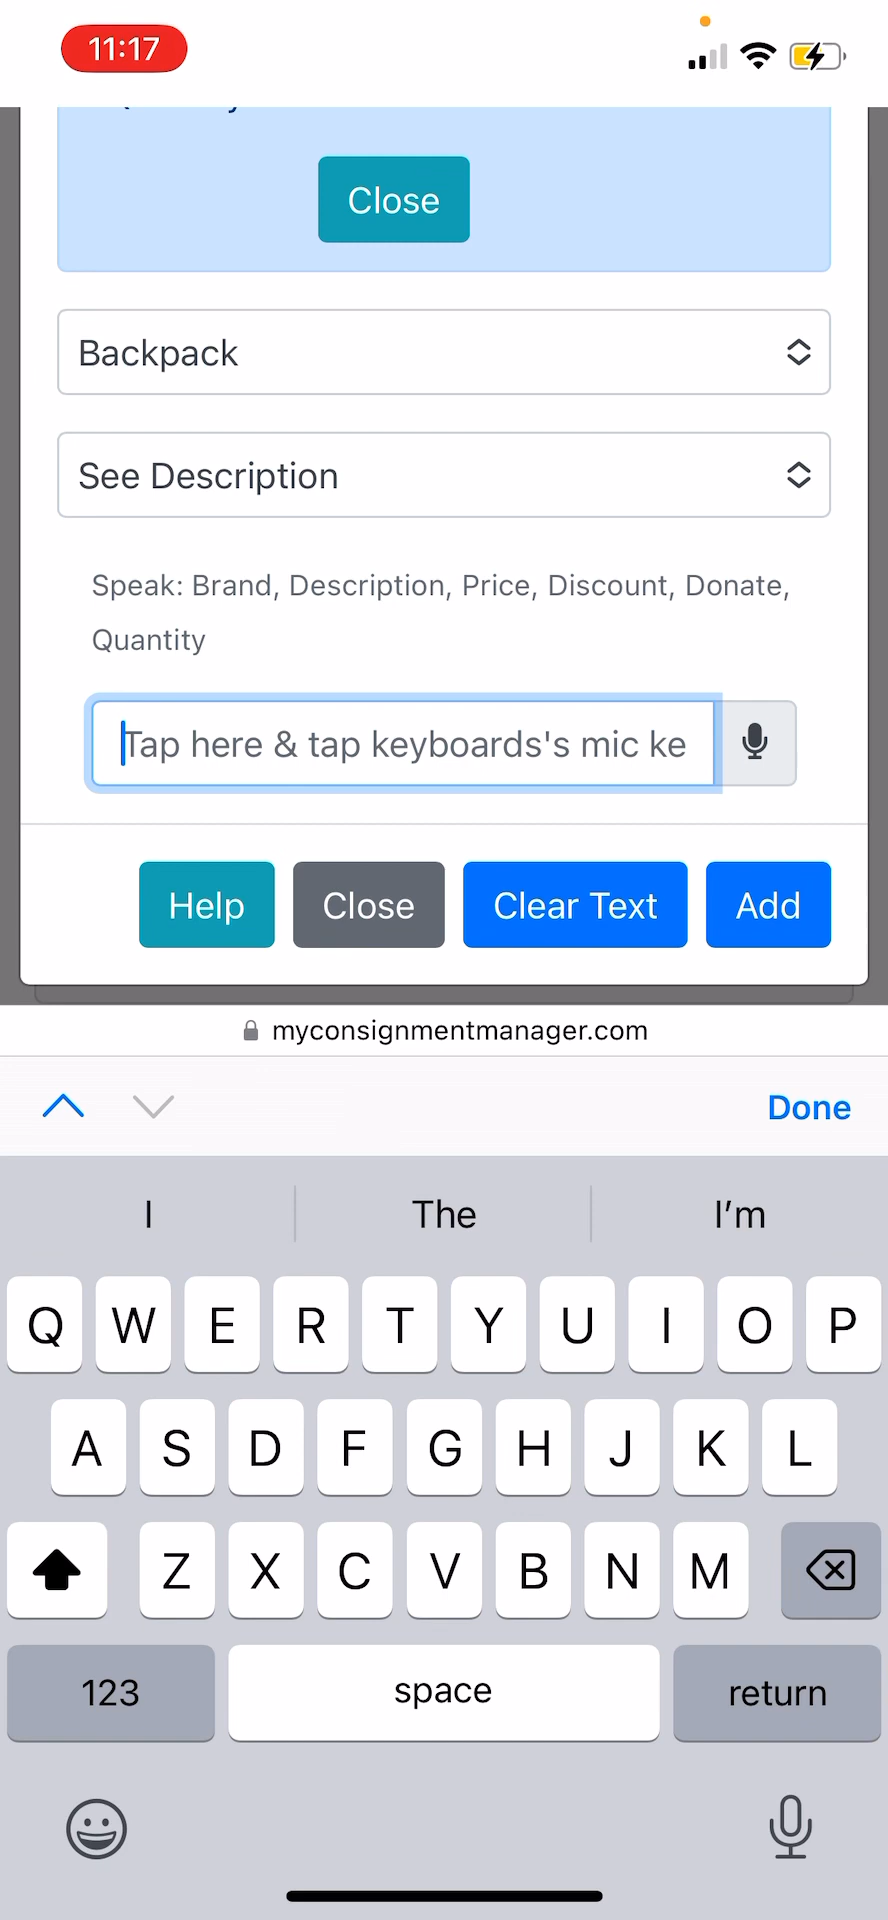 11:17
Close
Backpack
See Description
Speak: Brand, Description, Price, Discount, Donate,
Quantity
Tap here & tap keyboards's mic ke
Help Close Clear Text Add
myconsignmentmanager.com
Done
I The I'm
Q W E R T Y U I O P
A S D F G H J K L
Z X C V B N M
123 space return